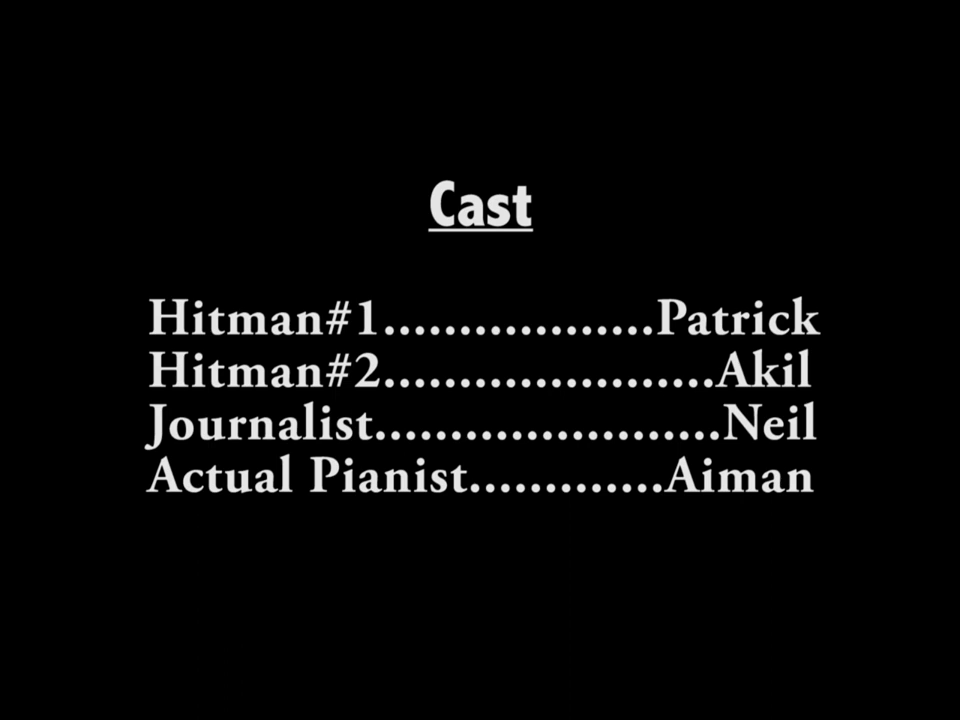 Cast
Hitman#1..................Patrick
Hitman#2......................Akil
Journalist.......................Neil
Actual Pianist.............Aiman